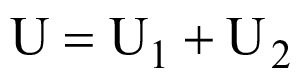 U = U₁ + U₂